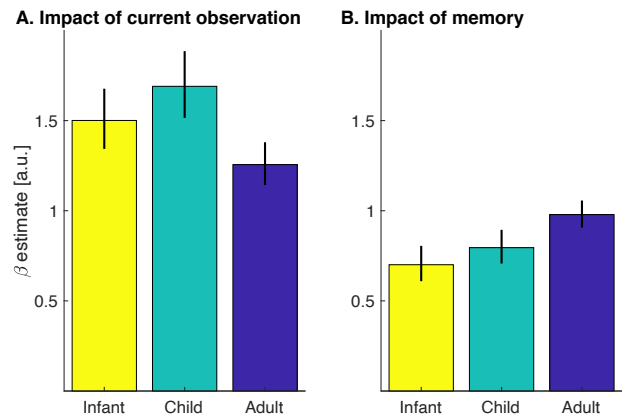 A. Impact of current observation
β estimate [a.u.]
1.5
1
0.5
Infant Child Adult
B. Impact of memory
1.5
1
0.5
Infant Child Adult